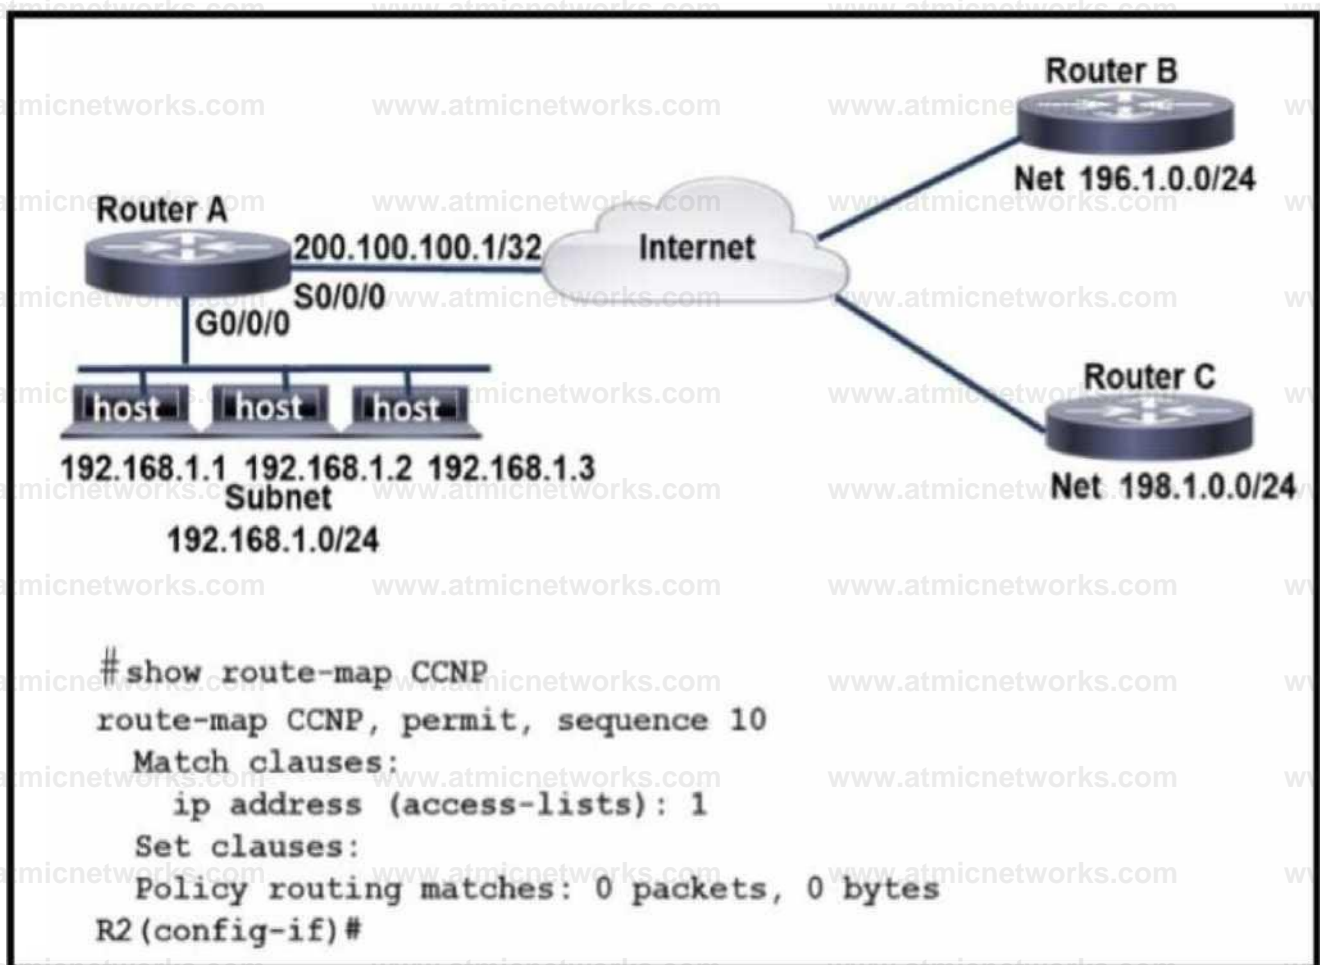 www.atmicnetworks.com
Router B
Net 196.1.0.0/24
Router A
200.100.100.1/32
Internet
S0/0/0
G0/0/0
host host host
Router C
192.168.1.1 192.168.1.2 192.168.1.3
Net 198.1.0.0/24
Subnet
192.168.1.0/24
#show route-map CCNP
route-map CCNP, permit, sequence 10
Match clauses:
ip address (access-lists): 1
Set clauses:
Policy routing matches: 0 packets, 0 bytes
R2(config-if)#